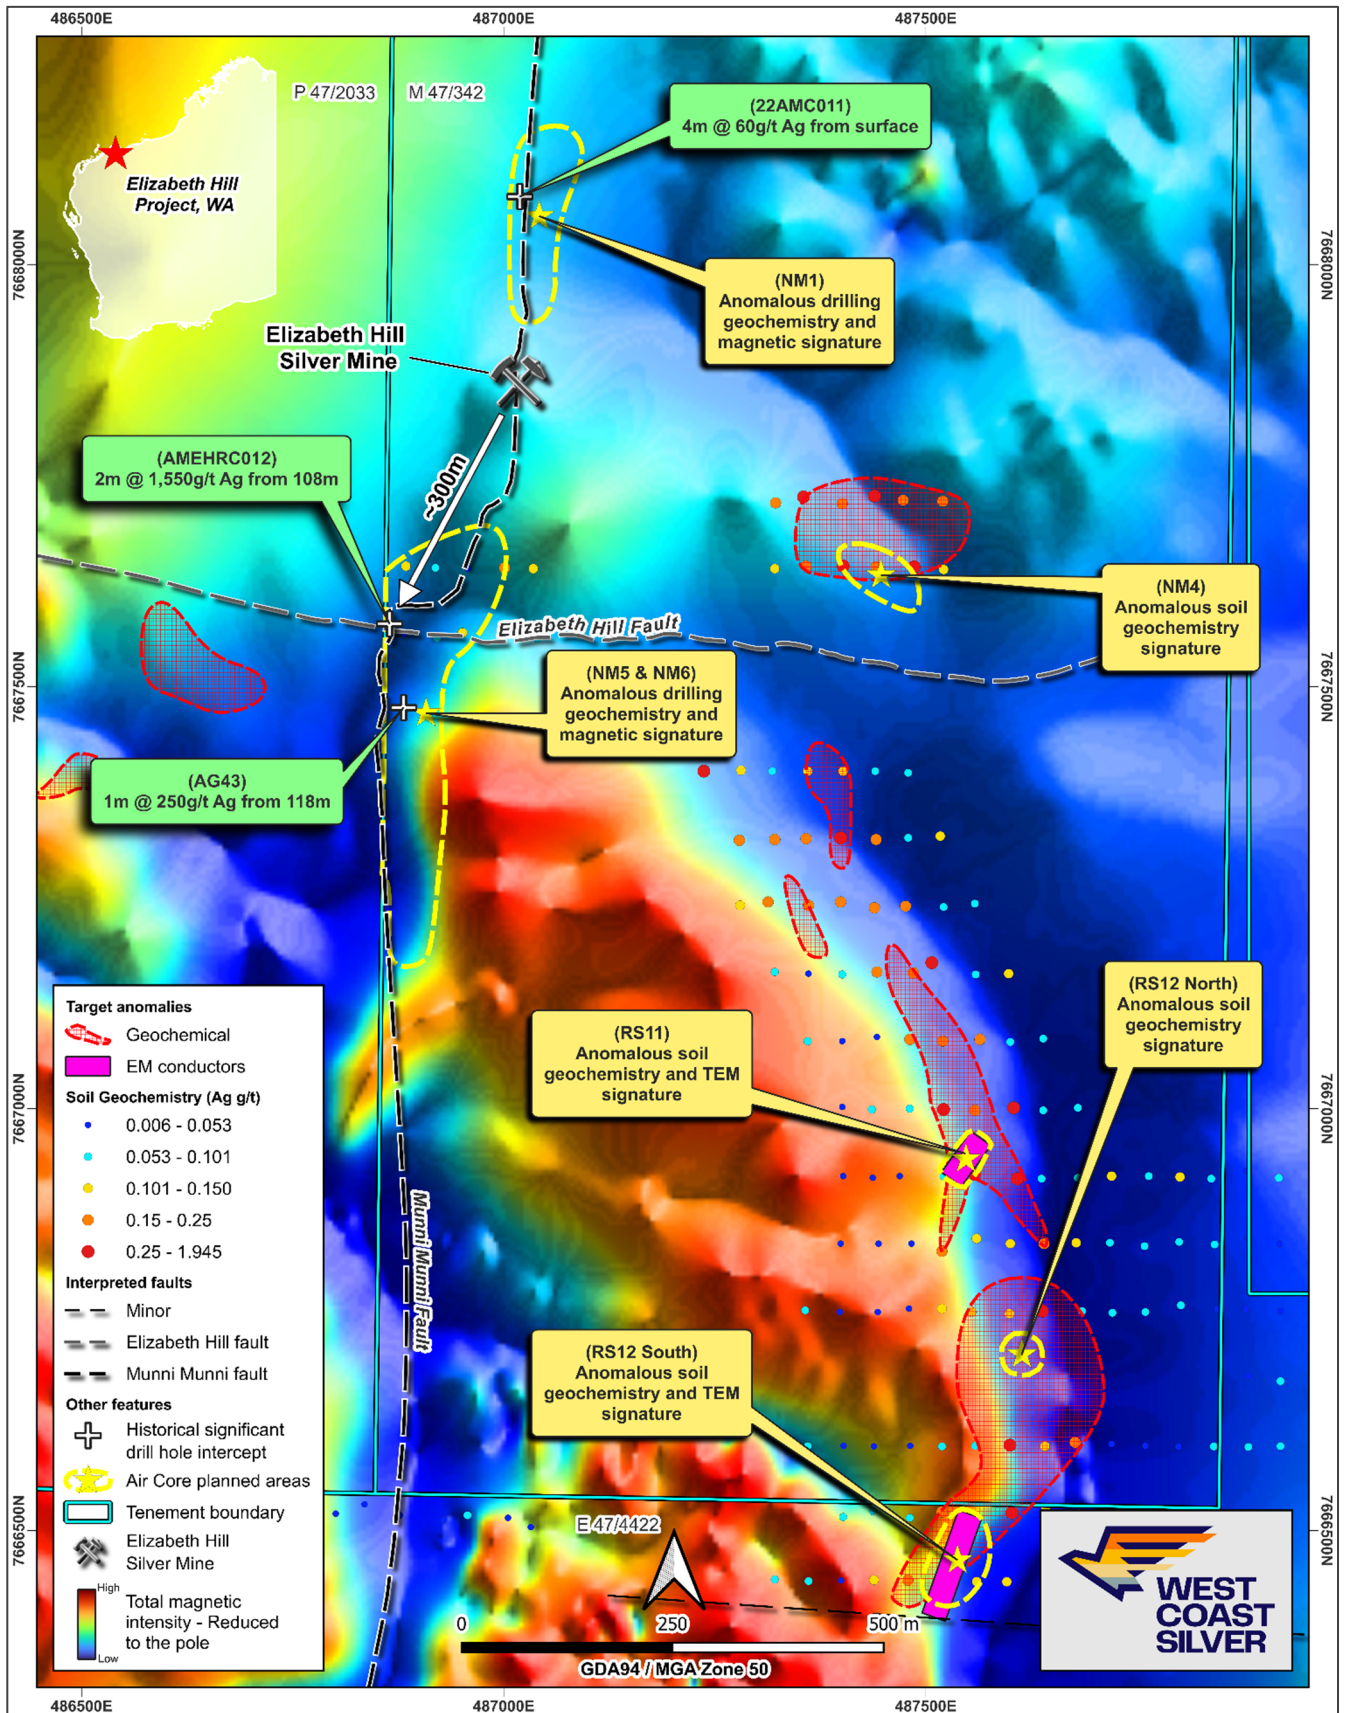 486500E
487000E
487500E
P 47/2033
M 47/342
(22AMC011)
4m @ 60g/t Ag from surface
Elizabeth Hill
Project, WA
7668000N
7668000N
(NM1)
Anomalous drilling
geochemistry and
magnetic signature
Elizabeth Hill
Silver Mine
(AMEHRC012)
2m @ 1,550g/t Ag from 108m
~300m
(NM4)
Anomalous soil
geochemistry
signature
Elizabeth Hill Fault
7667500N
7667500N
(NM5 & NM6)
Anomalous drilling
geochemistry and
magnetic signature
(AG43)
1m @ 250g/t Ag from 118m
(RS12 North)
Anomalous soil
geochemistry
signature
(RS11)
Anomalous soil
geochemistry and TEM
signature
7667000N
7667000N
Munni Munni Fault
(RS12 South)
Anomalous soil
geochemistry and TEM
signature
Target anomalies
Geochemical
EM conductors
Soil Geochemistry (Ag g/t)
0.006 - 0.053
0.053 - 0.101
0.101 - 0.150
0.15 - 0.25
0.25 - 1.945
Interpreted faults
Minor
Elizabeth Hill fault
Munni Munni fault
Other features
Historical significant
drill hole intercept
Air Core planned areas
Tenement boundary
Elizabeth Hill
Silver Mine
High
Total magnetic
intensity - Reduced
to the pole
Low
7666500N
7666500N
E 47/4422
0 250 500 m
GDA94 / MGA Zone 50
WEST
COAST
SILVER
486500E
487000E
487500E